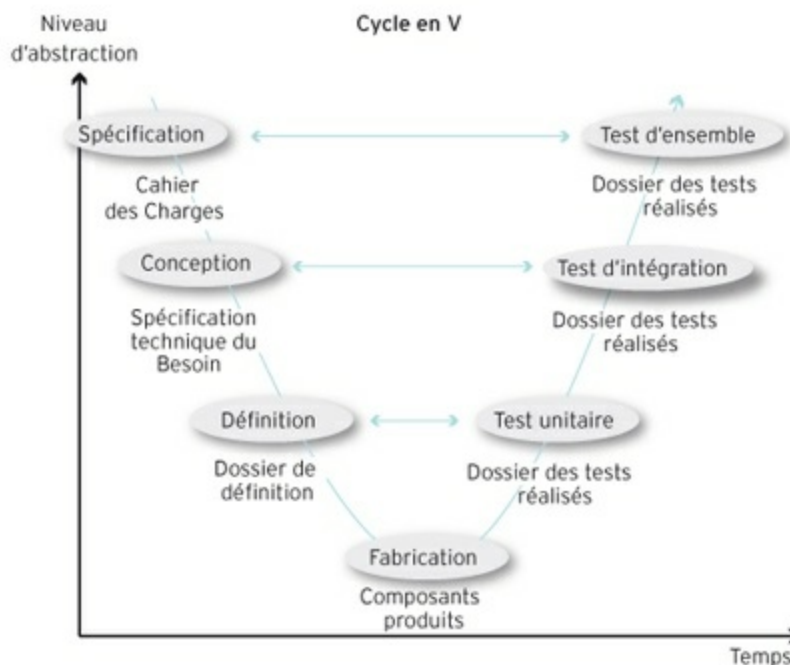 Niveau
d'abstraction
Cycle en V
Spécification
Test d'ensemble
Cahier
des Charges
Dossier des tests
réalisés
Conception
Test d'intégration
Spécification
technique du
Besoin
Dossier des tests
réalisés
Définition
Test unitaire
Dossier de
définition
Dossier des tests
réalisés
Fabrication
Composants
produits
Temps